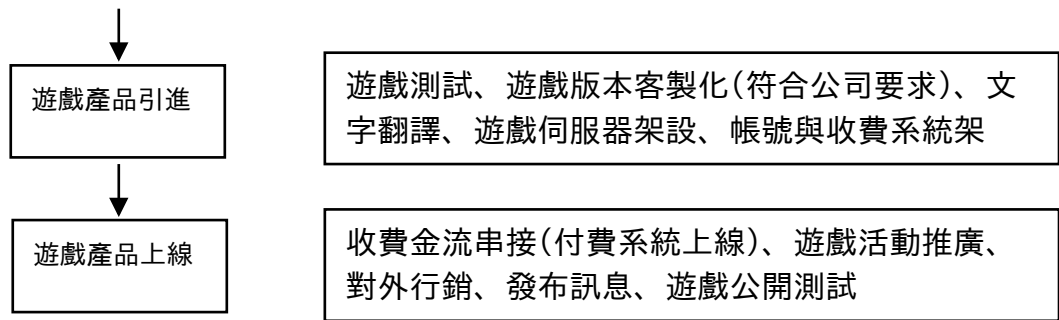 遊戲產品引進
遊戲測試、遊戲版本客製化(符合公司要求)、文
字翻譯、遊戲伺服器架設、帳號與收費系統架
遊戲產品上線
收費金流串接(付費系統上線)、遊戲活動推廣、
對外行銷、發布訊息、遊戲公開測試